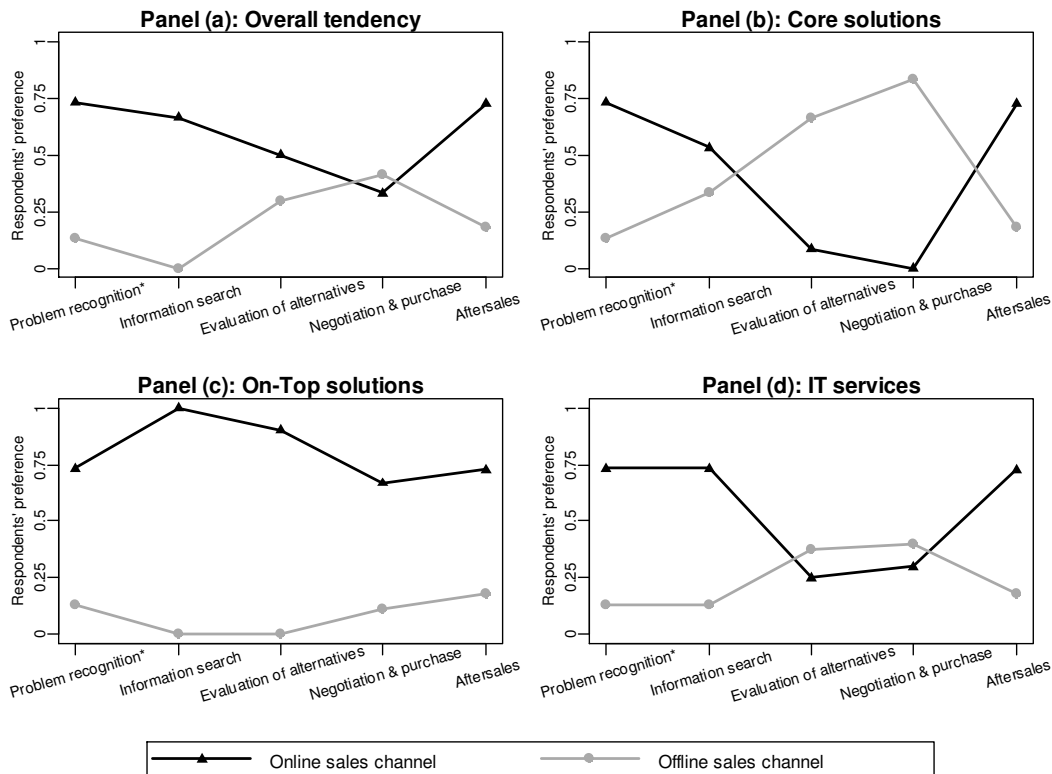 Panel (a): Overall tendency
Respondents' preference
1
0.75
0.5
0.25
0
Problem recognition*
Information search
Evaluation of alternatives
Negotiation & purchase
Aftersales
Panel (b): Core solutions
Respondents' preference
1
0.75
0.5
0.25
0
Problem recognition*
Information search
Evaluation of alternatives
Negotiation & purchase
Aftersales
Panel (c): On-Top solutions
Respondents' preference
1
0.75
0.5
0.25
0
Problem recognition*
Information search
Evaluation of alternatives
Negotiation & purchase
Aftersales
Panel (d): IT services
Respondents' preference
1
0.75
0.5
0.25
0
Problem recognition*
Information search
Evaluation of alternatives
Negotiation & purchase
Aftersales
Online sales channel
Offline sales channel